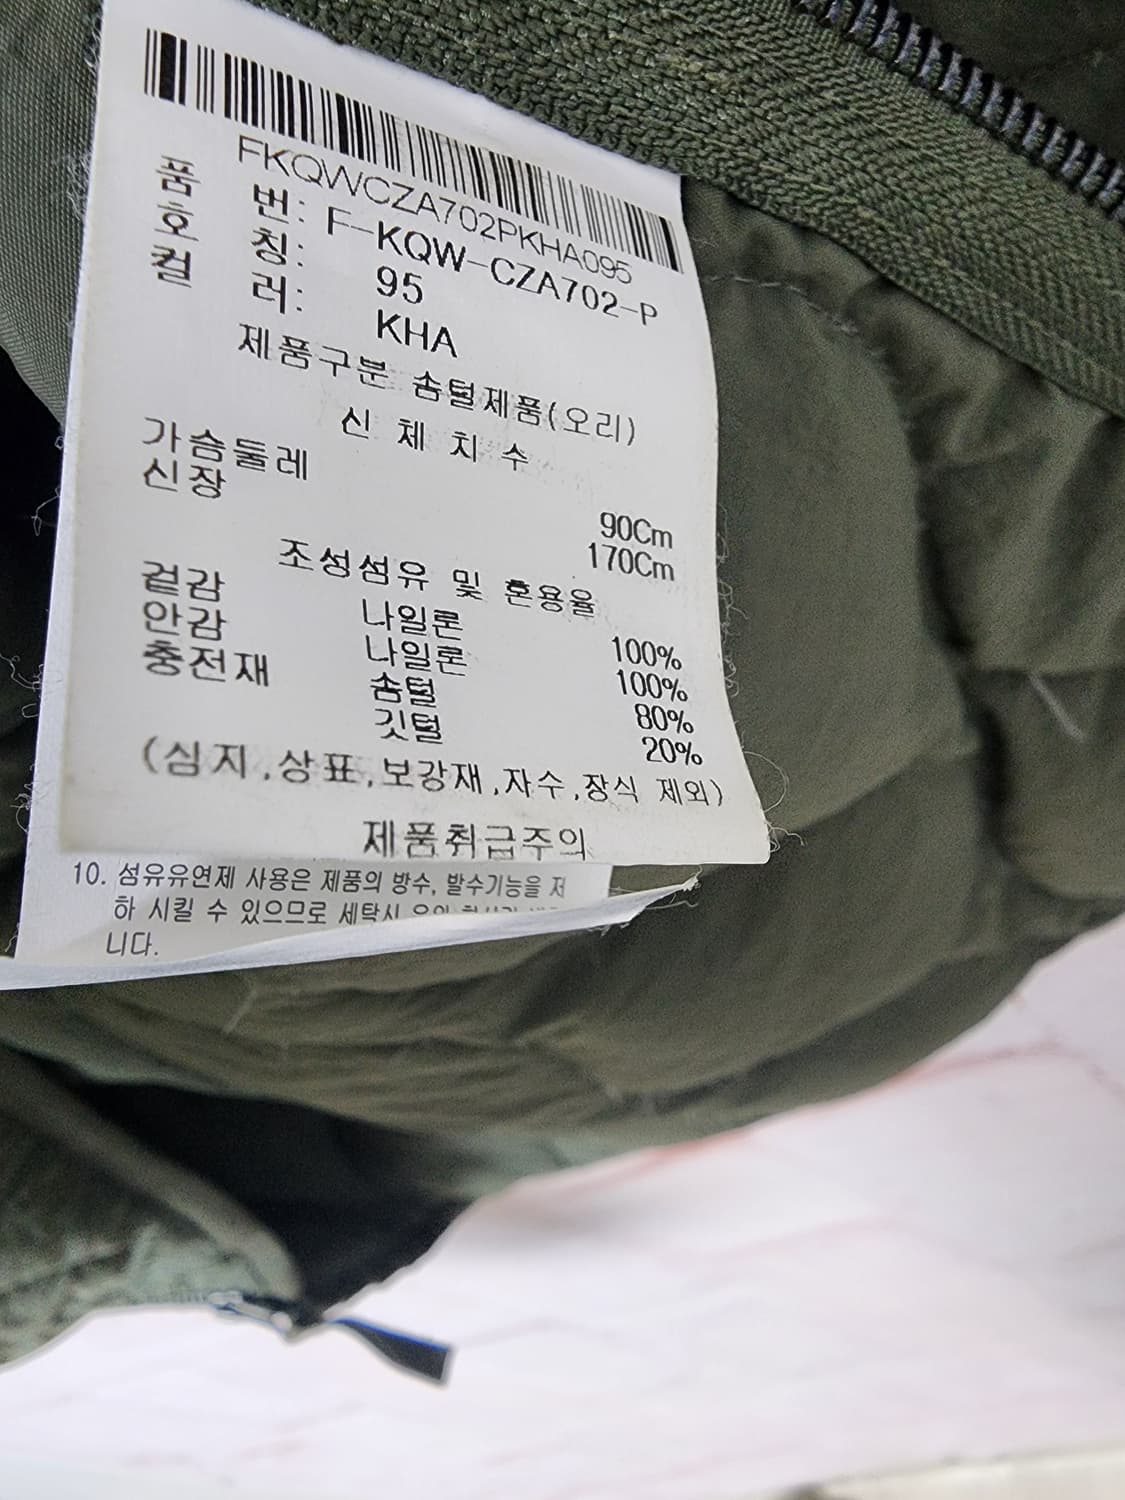 FKQWCZA702PKHA095
품 번: F-KQW-CZA702-P
호 칭: 95
컬 러: KHA
제품구분 솜털제품(오리)
신 체 치 수
가슴둘레 90Cm
신장 170Cm
조성섬유 및 혼용율
겉감 나일론 100%
안감 나일론 100%
충전재 솜털 80%
깃털 20%
(심지,상표,보강재,자수,장식 제외)
제품취급주의
10. 섬유유연제 사용은 제품의 방수, 발수기능을 저
하 시킬 수 있으므로 세탁시
니다.